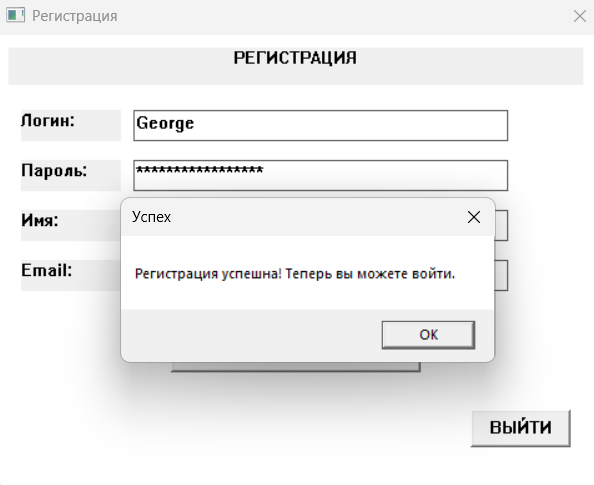 Регистрация
РЕГИСТРАЦИЯ
Логин:
George
Пароль:
*****************
Имя:
Email:
Успех
Регистрация успешна! Теперь вы можете войти.
OK
ВЫЙТИ